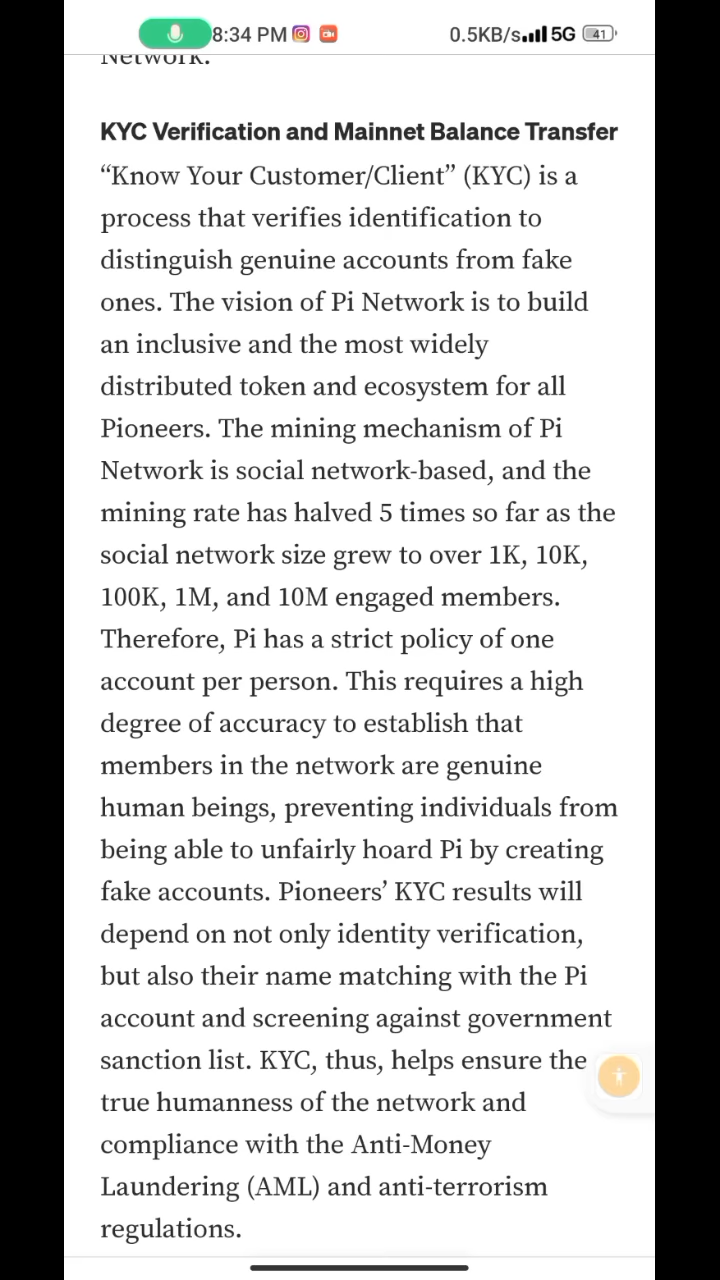 8:34 PM 0.5KB/s 5G 41
Network.
KYC Verification and Mainnet Balance Transfer
“Know Your Customer/Client” (KYC) is a
process that verifies identification to
distinguish genuine accounts from fake
ones. The vision of Pi Network is to build
an inclusive and the most widely
distributed token and ecosystem for all
Pioneers. The mining mechanism of Pi
Network is social network-based, and the
mining rate has halved 5 times so far as the
social network size grew to over 1K, 10K,
100K, 1M, and 10M engaged members.
Therefore, Pi has a strict policy of one
account per person. This requires a high
degree of accuracy to establish that
members in the network are genuine
human beings, preventing individuals from
being able to unfairly hoard Pi by creating
fake accounts. Pioneers’ KYC results will
depend on not only identity verification,
but also their name matching with the Pi
account and screening against government
sanction list. KYC, thus, helps ensure the
true humanness of the network and
compliance with the Anti-Money
Laundering (AML) and anti-terrorism
regulations.